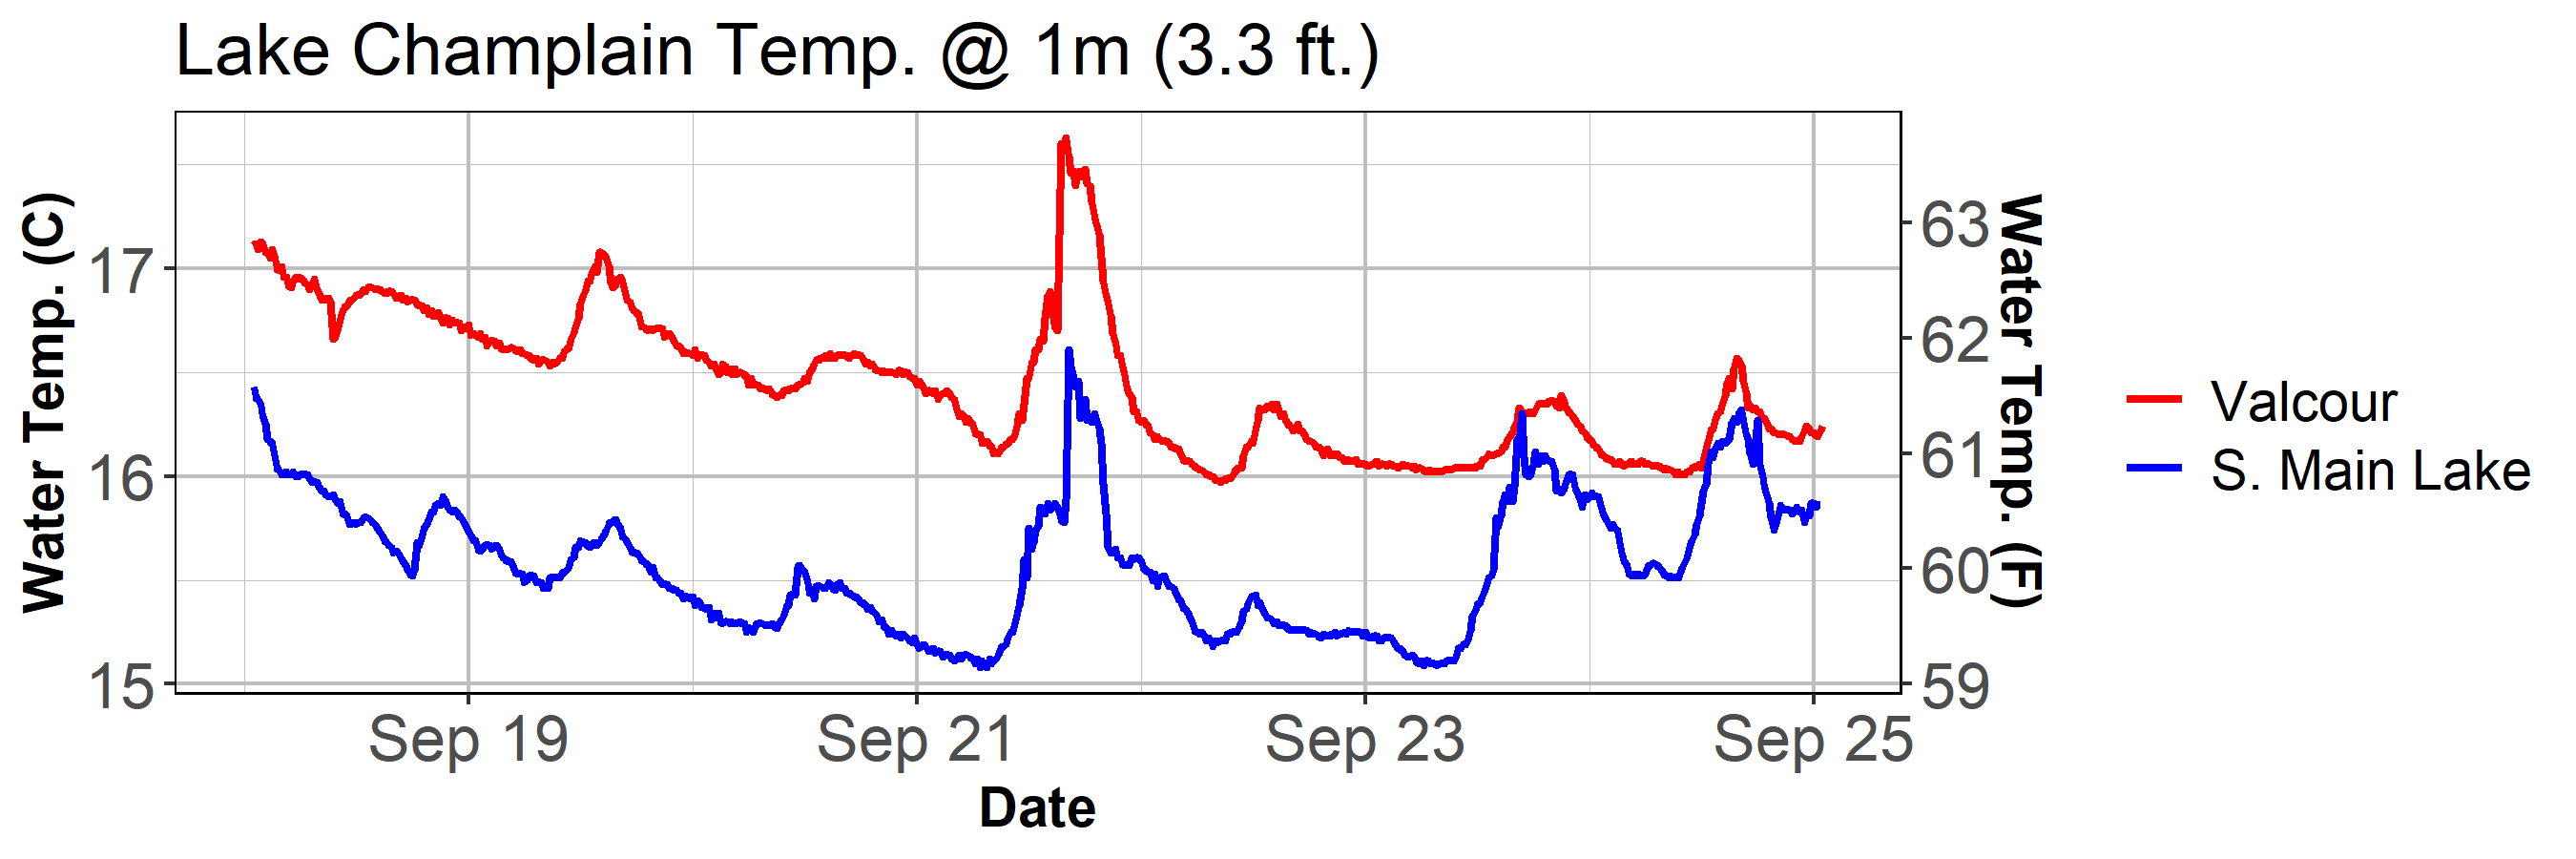 Lake Champlain Temp. @ 1m (3.3 ft.)
Water Temp. (C)
17
16
15
63
62
61
60
59
Water Temp. (F)
Sep 19
Sep 21
Sep 23
Sep 25
Date
Valcour
S. Main Lake